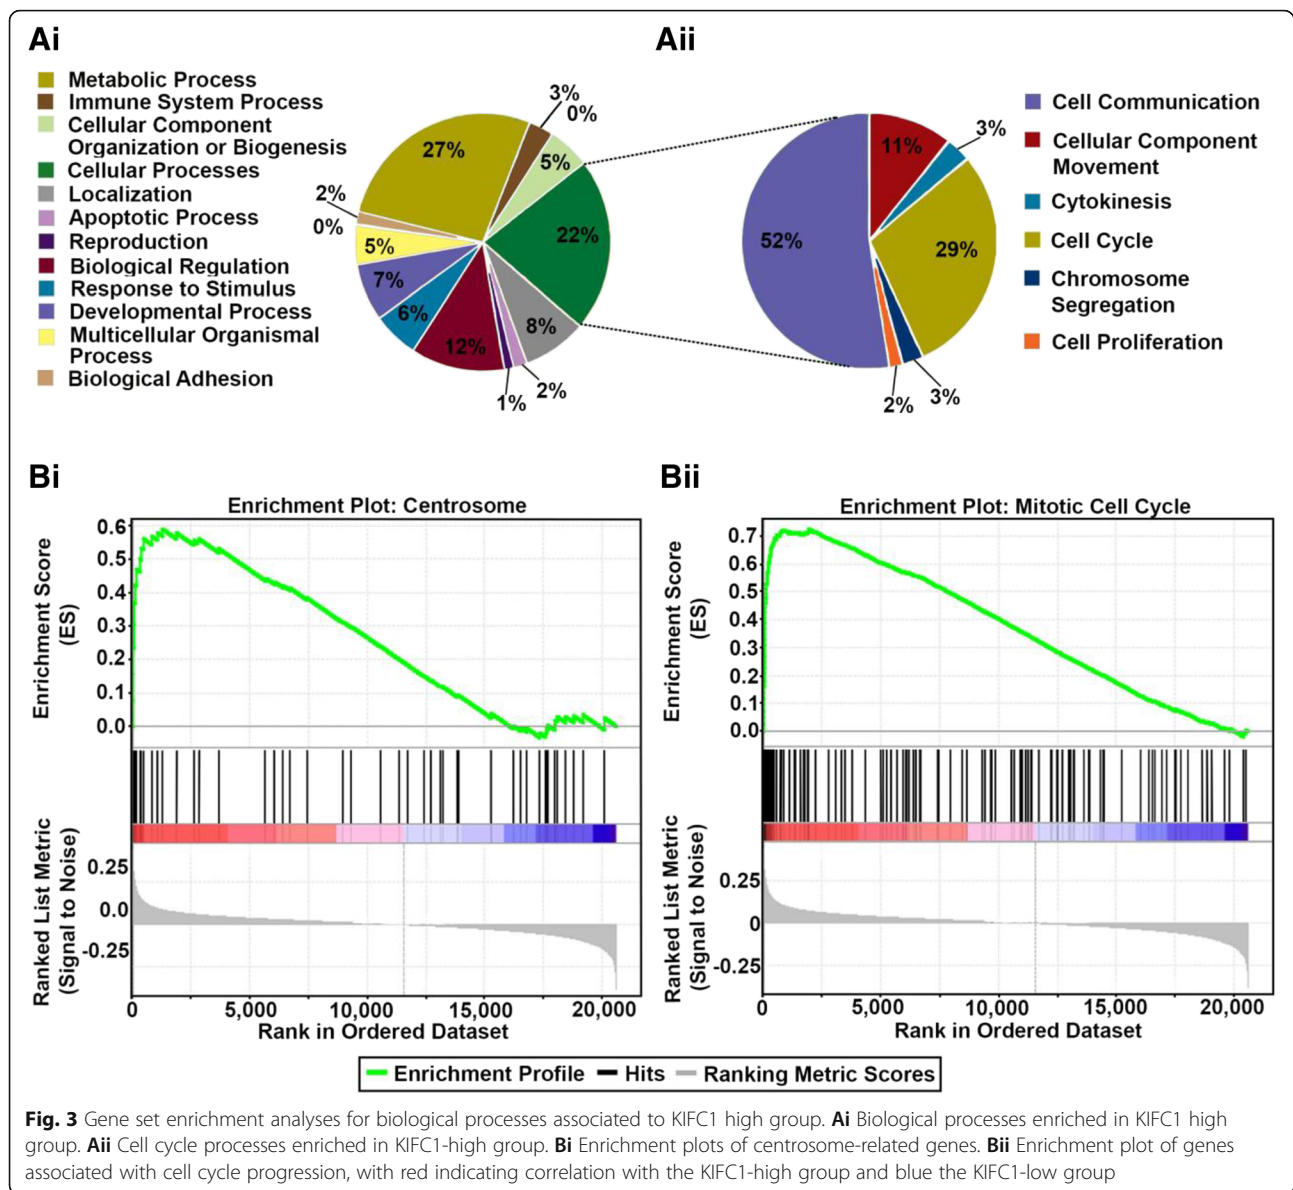 Ai
Metabolic Process
Immune System Process
Cellular Component
Organization or Biogenesis
Cellular Processes
Localization
Apoptotic Process
Reproduction
Biological Regulation
Response to Stimulus
Developmental Process
Multicellular Organismal
Process
Biological Adhesion
3%
0%
27%
5%
2%
0%
22%
5%
7%
6%
8%
12%
2%
1%
Aii
11%
3%
52%
29%
2%
3%
Cell Communication
Cellular Component
Movement
Cytokinesis
Cell Cycle
Chromosome
Segregation
Cell Proliferation
Bi
Enrichment Plot: Centrosome
Enrichment Score
(ES)
0.6
0.5
0.4
0.3
0.2
0.1
0.0
Ranked List Metric
(Signal to Noise)
0.25
0.0
-0.25
0
5,000
10,000
15,000
20,000
Rank in Ordered Dataset
Bii
Enrichment Plot: Mitotic Cell Cycle
Enrichment Score
(ES)
0.7
0.6
0.5
0.4
0.3
0.2
0.1
0.0
Ranked List Metric
(Signal to Noise)
0.25
0
-0.25
0
5,000
10,000
15,000
20,000
Rank in Ordered Dataset
Enrichment Profile
Hits
Ranking Metric Scores
Fig. 3 Gene set enrichment analyses for biological processes associated to KIFC1 high group. Ai Biological processes enriched in KIFC1 high
group. Aii Cell cycle processes enriched in KIFC1-high group. Bi Enrichment plots of centrosome-related genes. Bii Enrichment plot of genes
associated with cell cycle progression, with red indicating correlation with the KIFC1-high group and blue the KIFC1-low group